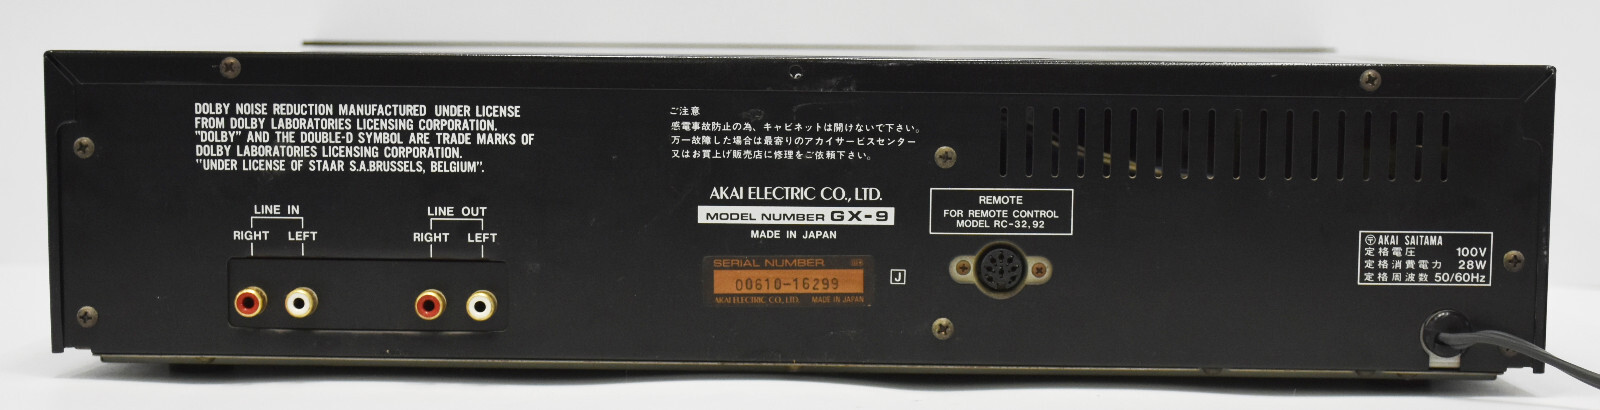 DOLBY NOISE REDUCTION MANUFACTURED UNDER LICENSE
FROM DOLBY LABORATORIES LICENSING CORPORATION.
"DOLBY" AND THE DOUBLE-D SYMBOL ARE TRADE MARKS OF
DOLBY LABORATORIES LICENSING CORPORATION.
"UNDER LICENSE OF STAAR S.A.BRUSSELS, BELGIUM".
LINE IN
RIGHT LEFT
LINE OUT
RIGHT LEFT
ご注意
感電事故防止の為、キャビネットは開けないで下さい。
万一故障した場合は最寄りのアカイサービスセンター
又はお買上げ販売店に修理をご依頼下さい。
AKAI ELECTRIC CO., LTD.
MODEL NUMBER GX-9
MADE IN JAPAN
SERIAL NUMBER
00610-16299
AKAI ELECTRIC CO., LTD. MADE IN JAPAN
J
REMOTE
FOR REMOTE CONTROL
MODEL RC-32,92
〒 AKAI SAITAMA
定格電圧 100V
定格消費電力 28W
定格周波数 50/60Hz